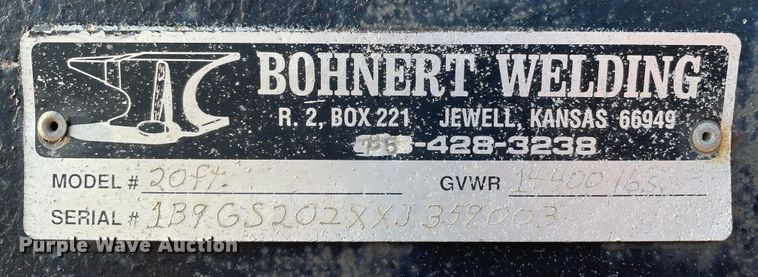 BOHNERT WELDING
R. 2, BOX 221 JEWELL, KANSAS 66949
785-428-3238
MODEL # 20ft. GVWR 14400 lbs.
SERIAL # 1B9GS202XXJ359003
Purple Wave Auction